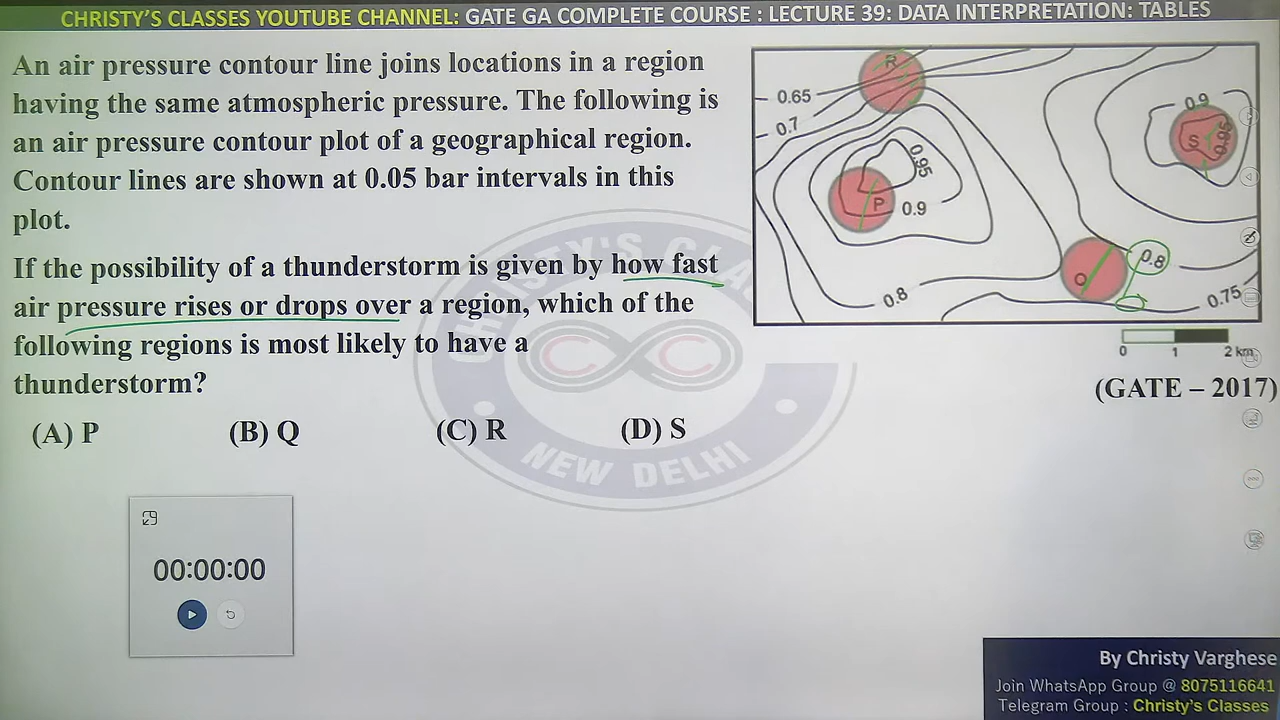 CHRISTY'S CLASSES YOUTUBE CHANNEL: GATE GA COMPLETE COURSE : LECTURE 39: DATA INTERPRETATION: TABLES
An air pressure contour line joins locations in a region
having the same atmospheric pressure. The following is
an air pressure contour plot of a geographical region.
Contour lines are shown at 0.05 bar intervals in this
plot.
If the possibility of a thunderstorm is given by how fast
air pressure rises or drops over a region, which of the
following regions is most likely to have a
thunderstorm?
(A) P (B) Q (C) R (D) S
R
0.65
0.7
0.9
S
0.95
0.95
P
0.9
Q
0.8
0.8
0.75
0 1 2 km
(GATE – 2017)
CHRISTY'S CLASSES
C C
NEW DELHI
00:00:00
By Christy Varghese
Join WhatsApp Group @ 8075116641
Telegram Group : Christy's Classes